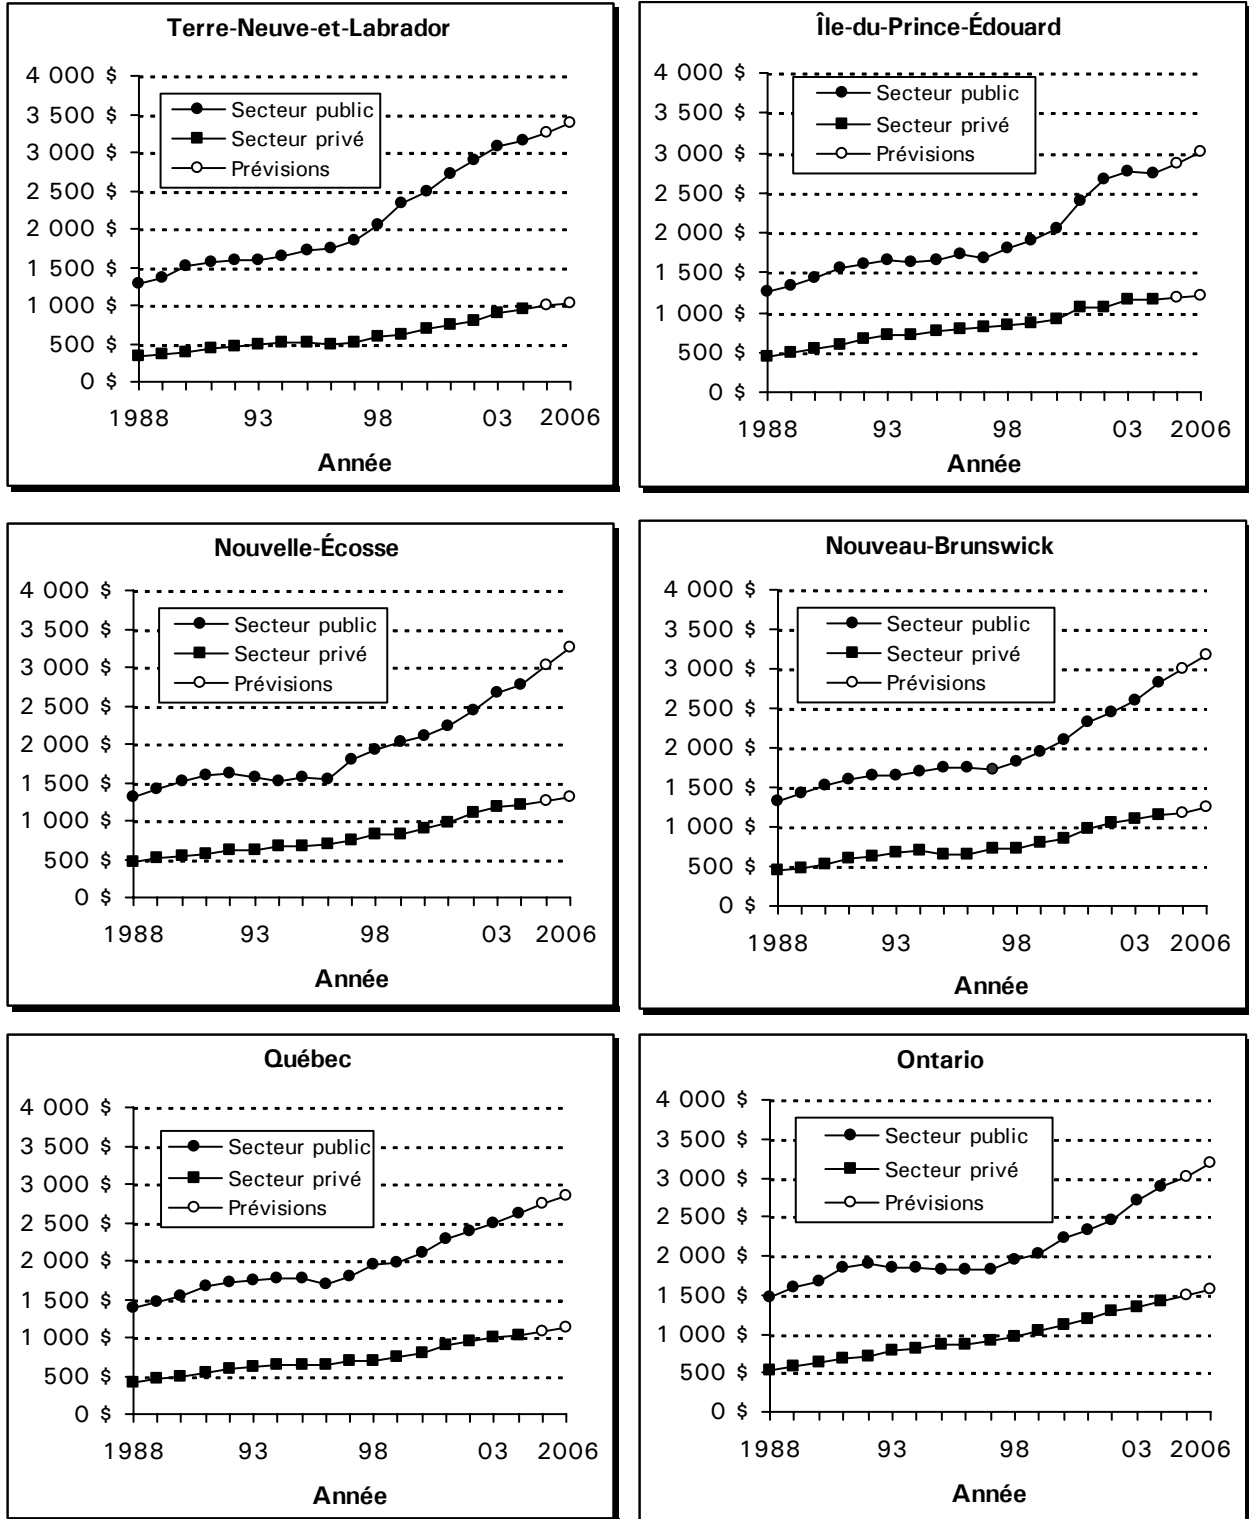 Terre-Neuve-et-Labrador
4 000 $
3 500 $
3 000 $
2 500 $
2 000 $
1 500 $
1 000 $
500 $
0 $
Secteur public
Secteur privé
Prévisions
1988 93 98 03 2006
Année
Île-du-Prince-Édouard
4 000 $
3 500 $
3 000 $
2 500 $
2 000 $
1 500 $
1 000 $
500 $
0 $
Secteur public
Secteur privé
Prévisions
1988 93 98 03 2006
Année
Nouvelle-Écosse
4 000 $
3 500 $
3 000 $
2 500 $
2 000 $
1 500 $
1 000 $
500 $
0 $
Secteur public
Secteur privé
Prévisions
1988 93 98 03 2006
Année
Nouveau-Brunswick
4 000 $
3 500 $
3 000 $
2 500 $
2 000 $
1 500 $
1 000 $
500 $
0 $
Secteur public
Secteur privé
Prévisions
1988 93 98 03 2006
Année
Québec
4 000 $
3 500 $
3 000 $
2 500 $
2 000 $
1 500 $
1 000 $
500 $
0 $
Secteur public
Secteur privé
Prévisions
1988 93 98 03 2006
Année
Ontario
4 000 $
3 500 $
3 000 $
2 500 $
2 000 $
1 500 $
1 000 $
500 $
0 $
Secteur public
Secteur privé
Prévisions
1988 93 98 03 2006
Année